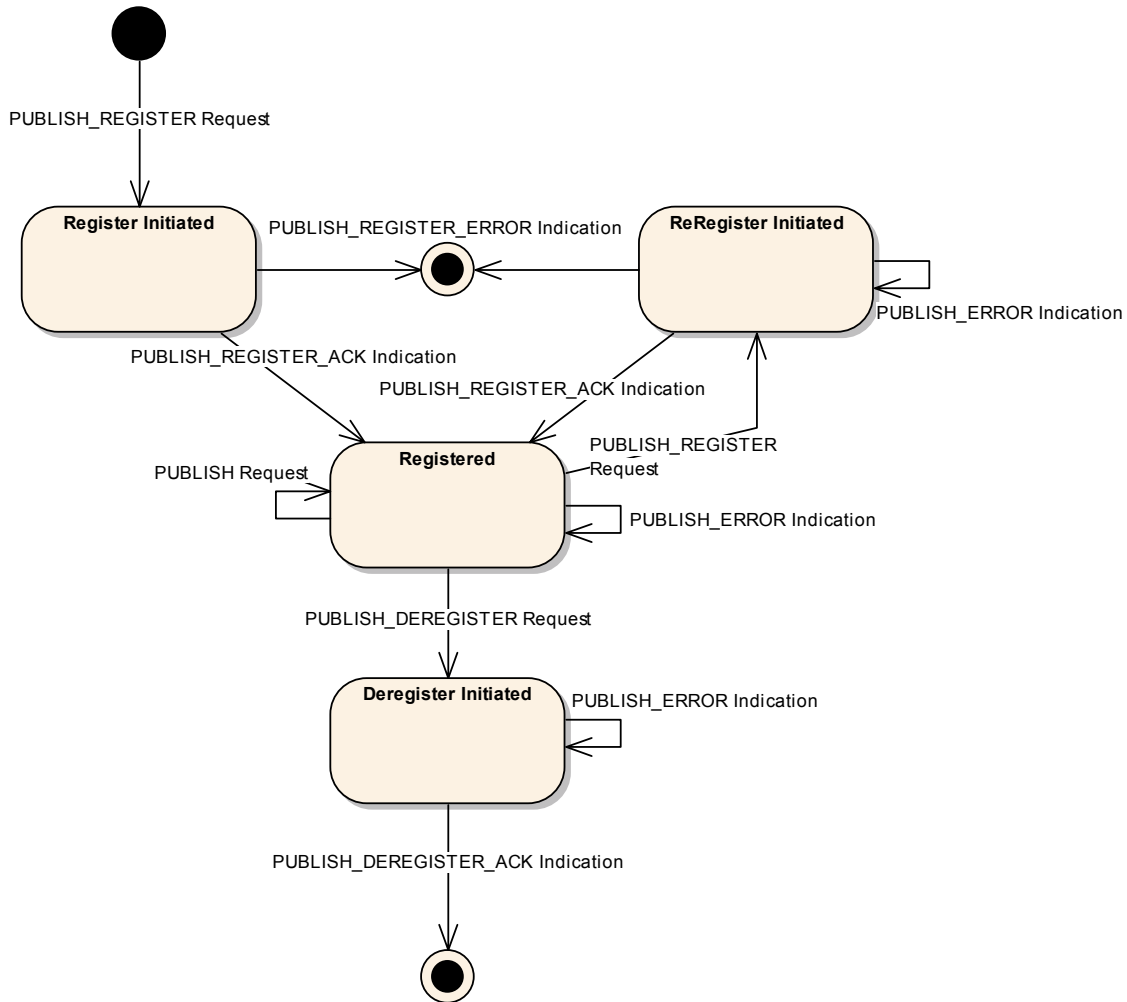 PUBLISH_REGISTER Request
Register Initiated
PUBLISH_REGISTER_ERROR Indication
ReRegister Initiated
PUBLISH_ERROR Indication
PUBLISH_REGISTER_ACK Indication
PUBLISH_REGISTER_ACK Indication
PUBLISH_REGISTER
Request
Registered
PUBLISH Request
PUBLISH_ERROR Indication
PUBLISH_DEREGISTER Request
Deregister Initiated
PUBLISH_ERROR Indication
PUBLISH_DEREGISTER_ACK Indication